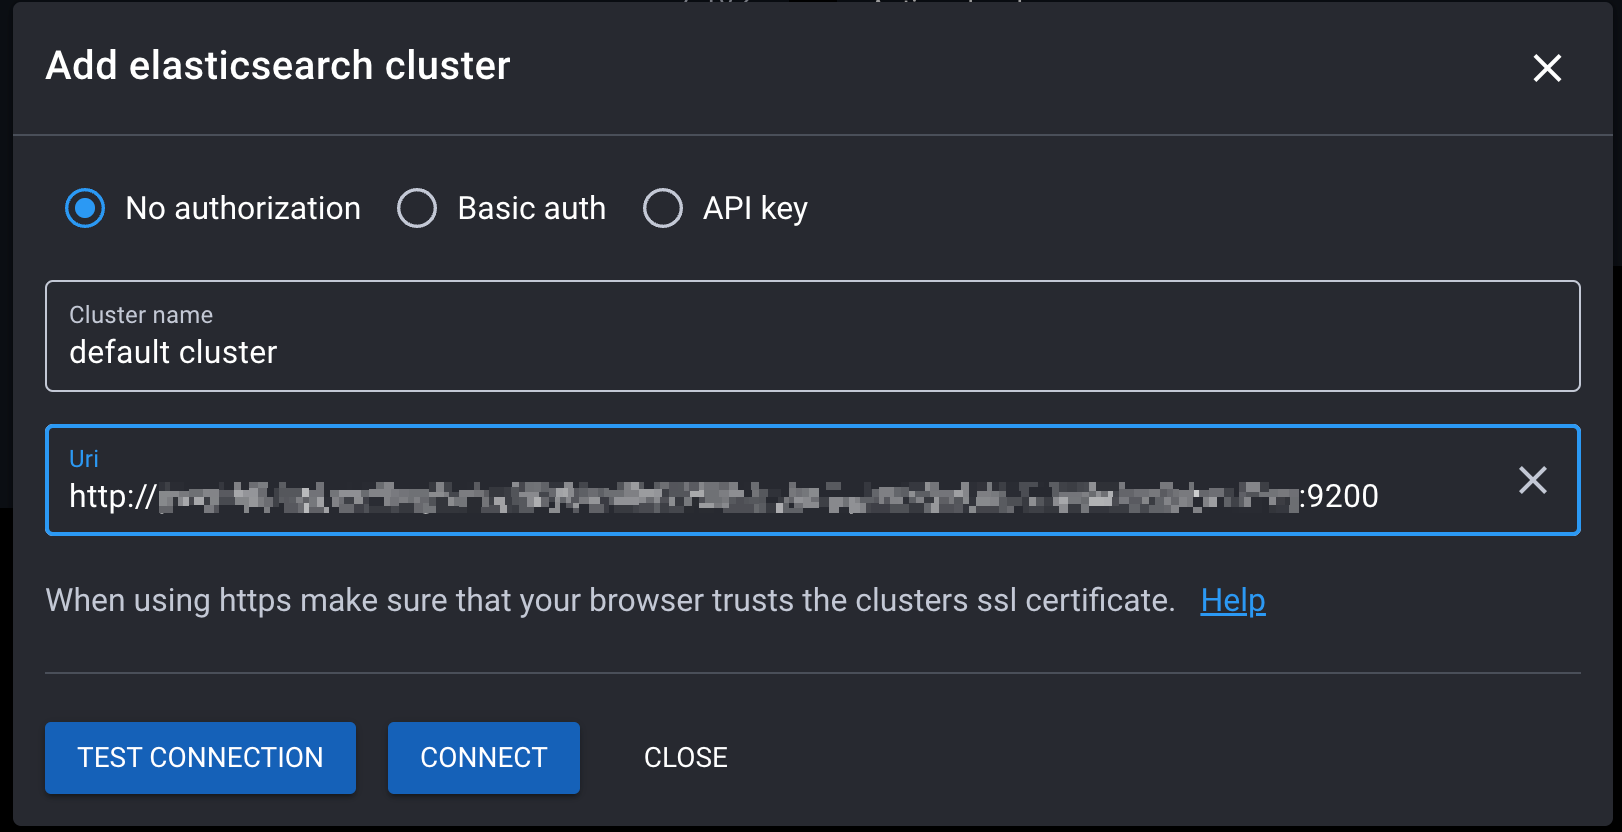 Add elasticsearch cluster
No authorization Basic auth API key
Cluster name
default cluster
Uri
http:// :9200
When using https make sure that your browser trusts the clusters ssl certificate. Help
TEST CONNECTION CONNECT CLOSE